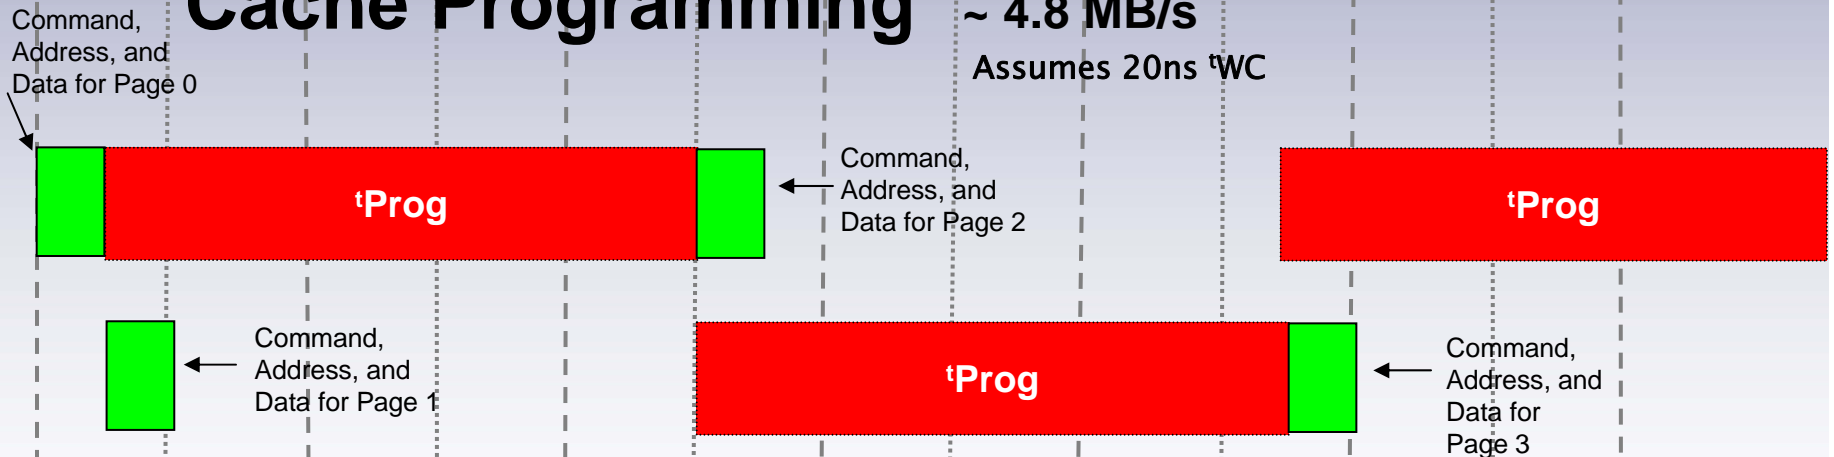 Cache Programming ~ 4.8 MB/s
Assumes 20ns ᵗWC
Command,
Address, and
Data for Page 0
ᵗProg
Command,
Address, and
Data for Page 2
ᵗProg
Command,
Address, and
Data for Page 1
ᵗProg
Command,
Address, and
Data for
Page 3